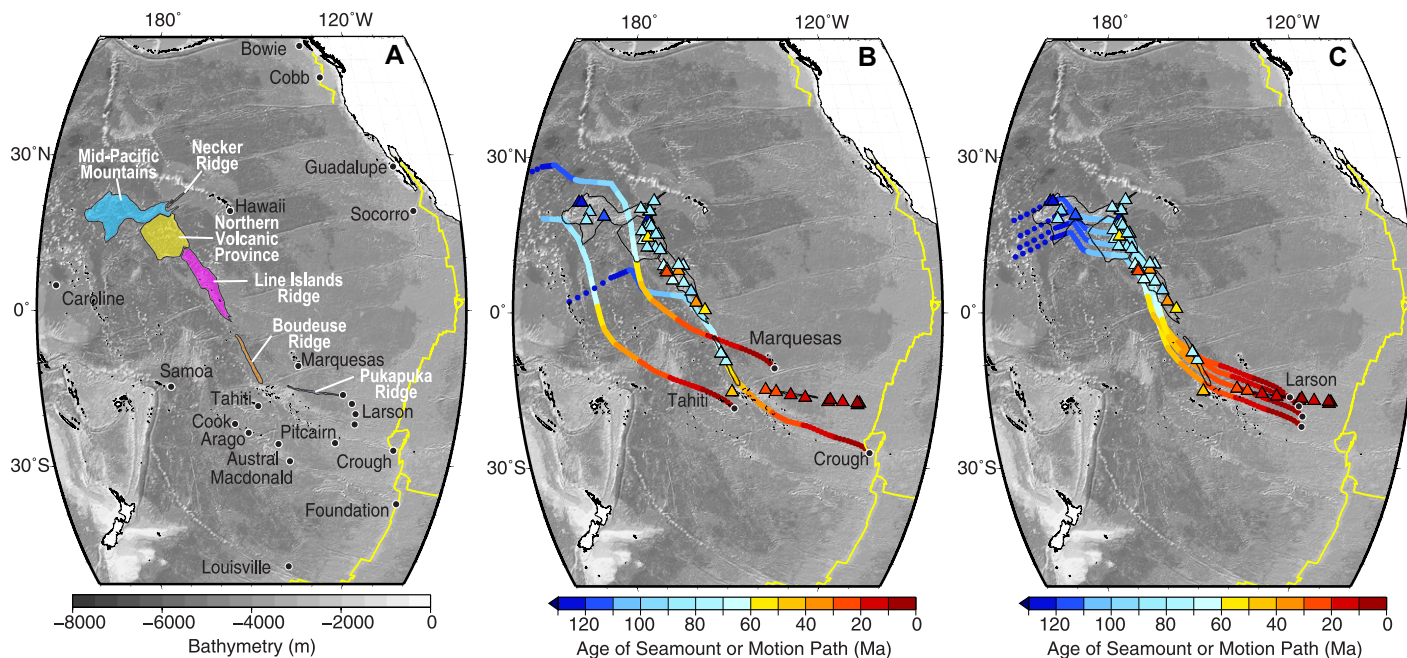 180°
120°W
180°
120°W
180°
120°W
A
B
C
Bowie
Cobb
30°N
30°N
30°N
Necker
Ridge
Mid-Pacific
Mountains
Guadalupe
Hawaii
Socorro
Northern
Volcanic
Province
Line Islands
Ridge
Caroline
0°
0°
0°
Boudeuse
Ridge
Marquesas
Marquesas
Samoa
Pukapuka
Ridge
Tahiti
Larson
Tahiti
Larson
Cook
Arago
Pitcairn
Austral
Macdonald
Crough
Crough
30°S
30°S
30°S
Foundation
Louisville
−8000 −6000 −4000 −2000 0
Bathymetry (m)
120 100 80 60 40 20 0
Age of Seamount or Motion Path (Ma)
120 100 80 60 40 20 0
Age of Seamount or Motion Path (Ma)